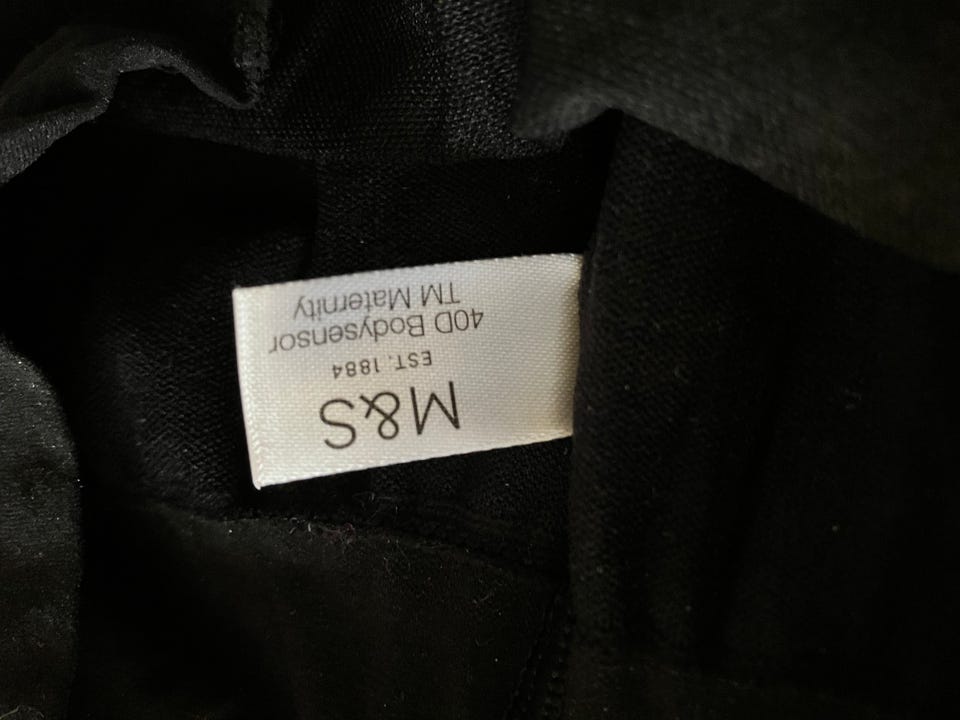 M&S
EST. 1884
40D Bodysensor
TM Maternity